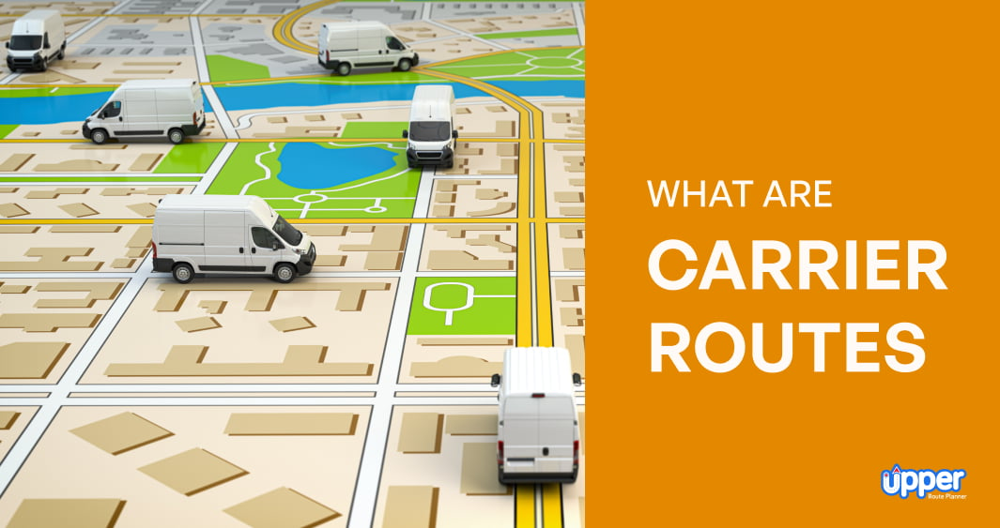 WHAT ARE
CARRIER
ROUTES
upper
Route Planner